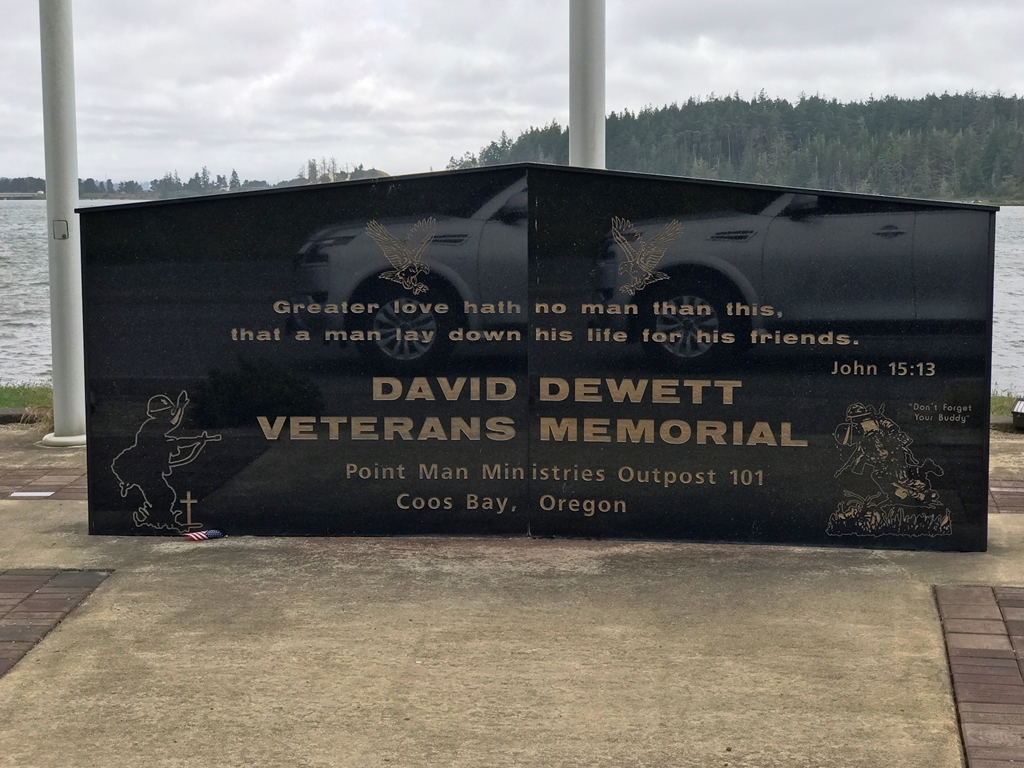 Greater love hath no man than this,
that a man lay down his life for his friends.
John 15:13
DAVID DEWETT
VETERANS MEMORIAL
"Don't Forget
Your Buddy"
Point Man Ministries Outpost 101
Coos Bay, Oregon